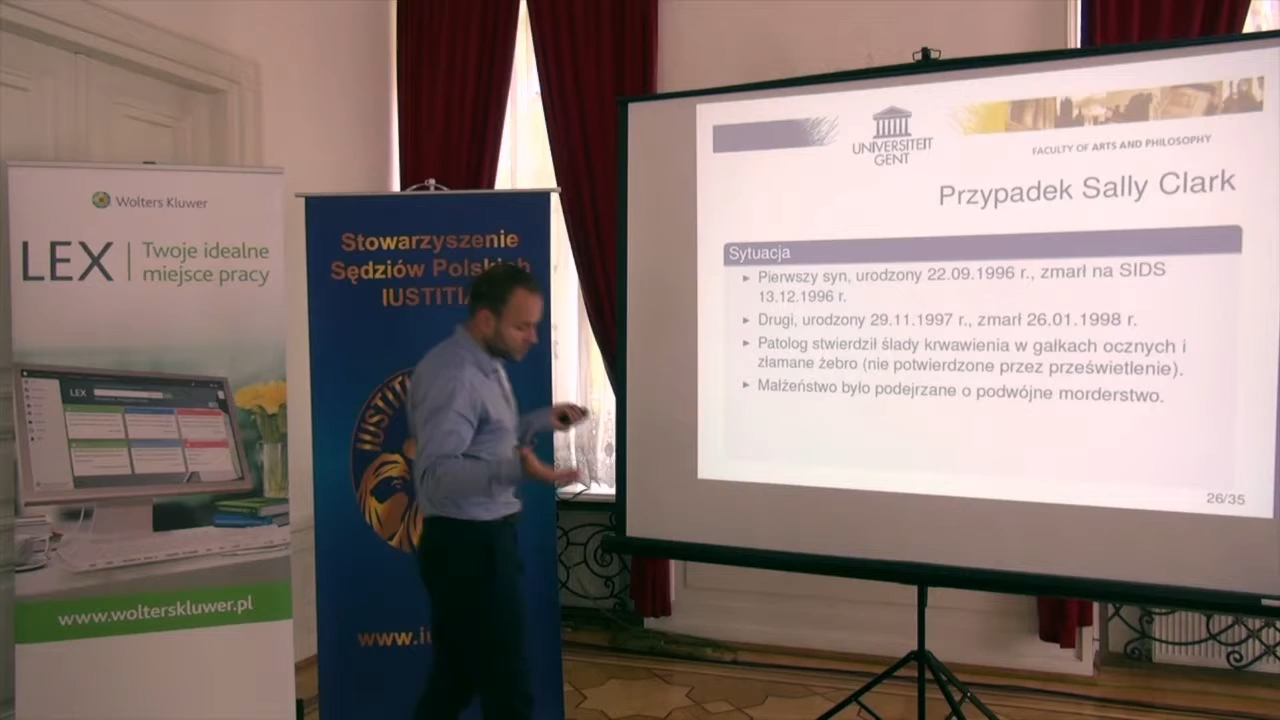 Wolters Kluwer
LEX
Twoje idealne
miejsce pracy
LEX
www.wolterskluwer.pl
Stowarzyszenie
Sędziów Polskich
IUSTITIA
IUSTIT
www.iu
UNIVERSITEIT
GENT
FACULTY OF ARTS AND PHILOSOPHY
Przypadek Sally Clark
Sytuacja
▸ Pierwszy syn, urodzony 22.09.1996 r., zmarł na SIDS
13.12.1996 r.
▸ Drugi, urodzony 29.11.1997 r., zmarł 26.01.1998 r.
▸ Patolog stwierdził ślady krwawienia w gałkach ocznych i
złamane żebro (nie potwierdzone przez prześwietlenie).
▸ Małżeństwo było podejrzane o podwójne morderstwo.
26/35